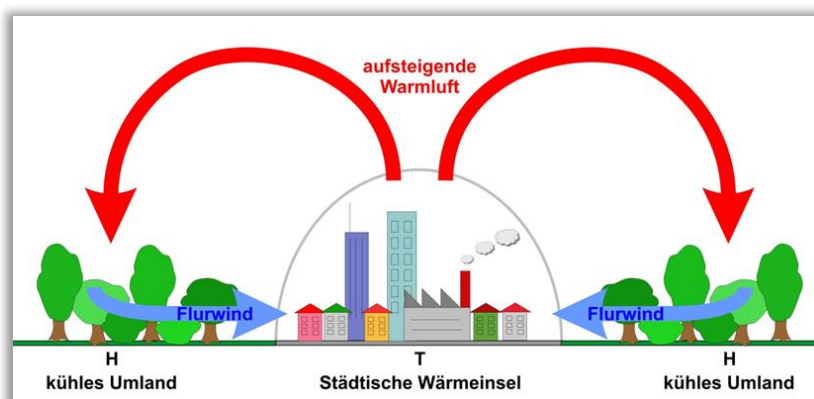 aufsteigende
Warmluft
Flurwind
Flurwind
H
T
H
kühles Umland
Städtische Wärmeinsel
kühles Umland